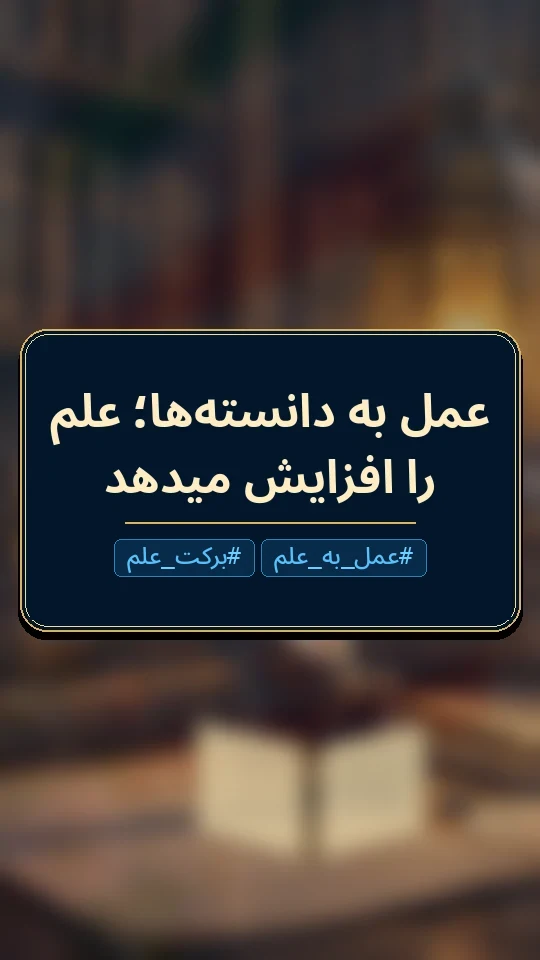 عمل به دانسته‌ها؛ علم
را افزایش میدهد
#عمل_به_علم #برکت_علم